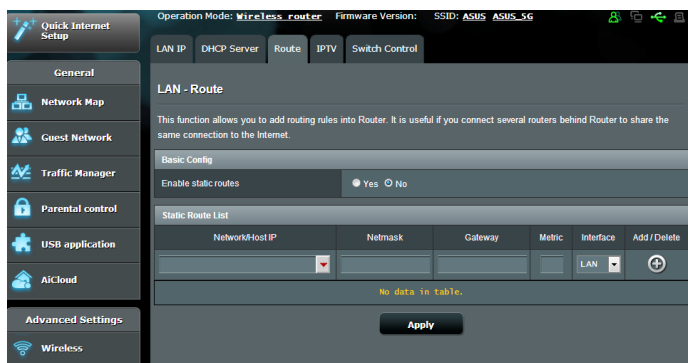 Quick Internet
Setup
Operation Mode: Wireless router Firmware Version: SSID: ASUS ASUS_5G
LAN IP DHCP Server Route IPTV Switch Control
General
Network Map
Guest Network
Traffic Manager
Parental control
USB application
AiCloud
Advanced Settings
Wireless
LAN - Route
This function allows you to add routing rules into Router. It is useful if you connect several routers behind Router to share the
same connection to the Internet.
Basic Config
Enable static routes Yes No
Static Route List
Network/Host IP Netmask Gateway Metric Interface Add / Delete
LAN
No data in table.
Apply